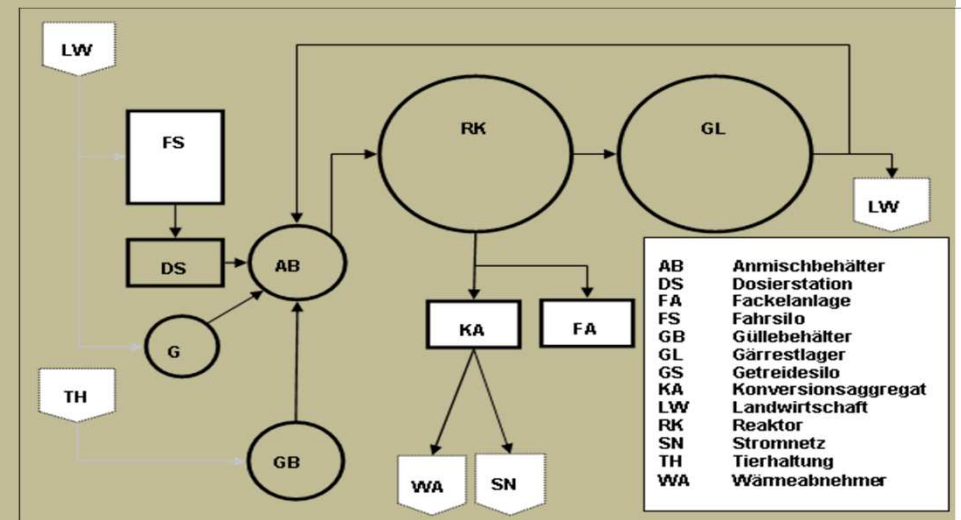 LW
FS
RK
GL
LW
DS
AB
G
KA
FA
TH
GB
WA
SN
AB Anmischbehälter
DS Dosierstation
FA Fackelanlage
FS Fahrsilo
GB Güllebehälter
GL Gärrestlager
GS Getreidesilo
KA Konversionsaggregat
LW Landwirtschaft
RK Reaktor
SN Stromnetz
TH Tierhaltung
WA Wärmeabnehmer